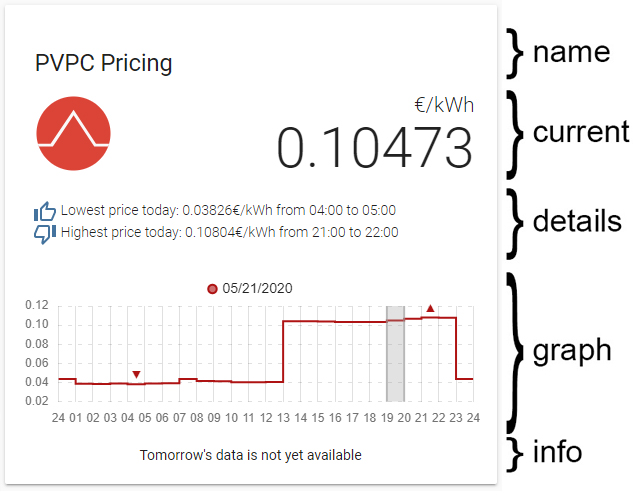 PVPC Pricing
name
€/kWh
0.10473
current
Lowest price today: 0.03826€/kWh from 04:00 to 05:00
Highest price today: 0.10804€/kWh from 21:00 to 22:00
details
05/21/2020
0.12
0.10
0.08
0.06
0.04
0.02
24 01 02 03 04 05 06 07 08 09 10 11 12 13 14 15 16 17 18 19 20 21 22 23 24
graph
Tomorrow's data is not yet available
info